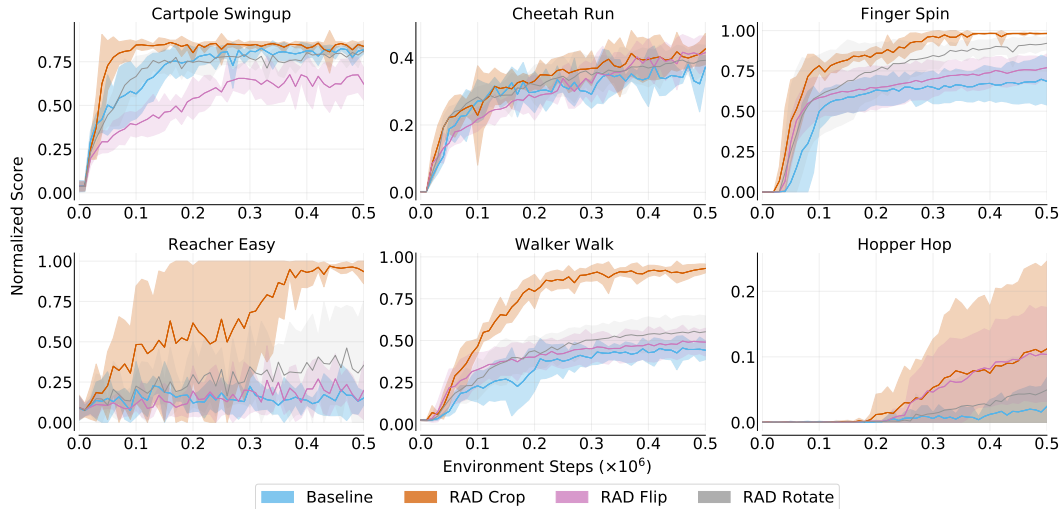 Cartpole Swingup
Cheetah Run
Finger Spin
0.75
0.50
0.25
0.00
0.0 0.1 0.2 0.3 0.4 0.5
0.4
0.2
0.0
0.0 0.1 0.2 0.3 0.4 0.5
1.00
0.75
0.50
0.25
0.00
0.0 0.1 0.2 0.3 0.4 0.5
Normalized Score
Reacher Easy
Walker Walk
Hopper Hop
1.00
0.75
0.50
0.25
0.00
0.0 0.1 0.2 0.3 0.4 0.5
1.00
0.75
0.50
0.25
0.00
0.0 0.1 0.2 0.3 0.4 0.5
0.2
0.1
0.0
0.0 0.1 0.2 0.3 0.4 0.5
Environment Steps (×10⁶)
Baseline RAD Crop RAD Flip RAD Rotate